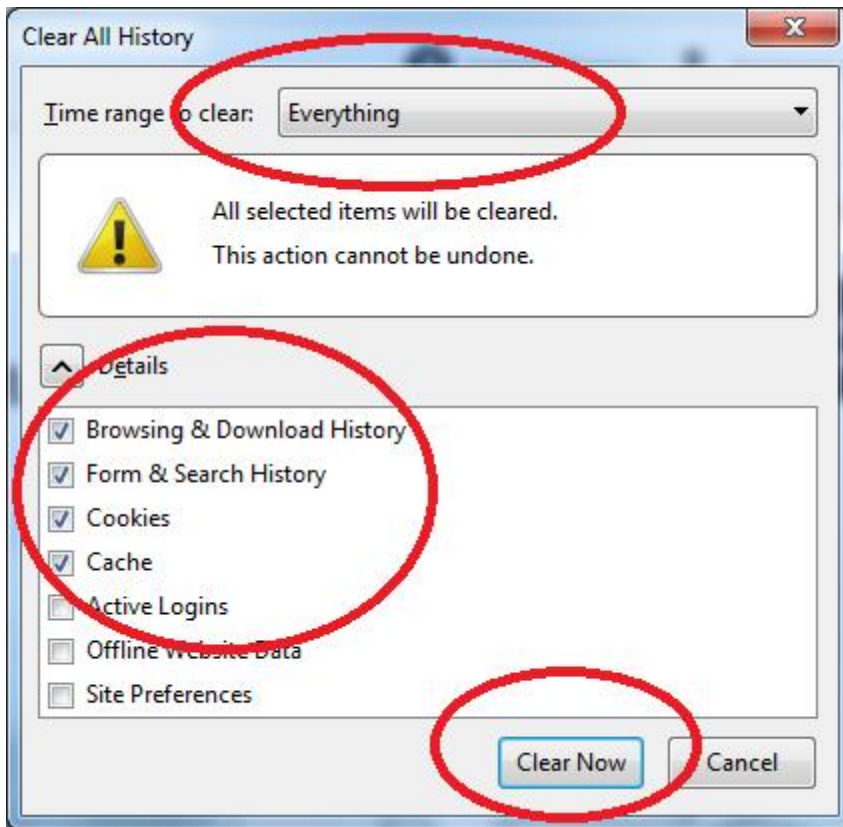 Clear All History
Time range to clear: Everything
All selected items will be cleared.
This action cannot be undone.
Details
Browsing & Download History
Form & Search History
Cookies
Cache
Active Logins
Offline Website Data
Site Preferences
Clear Now Cancel